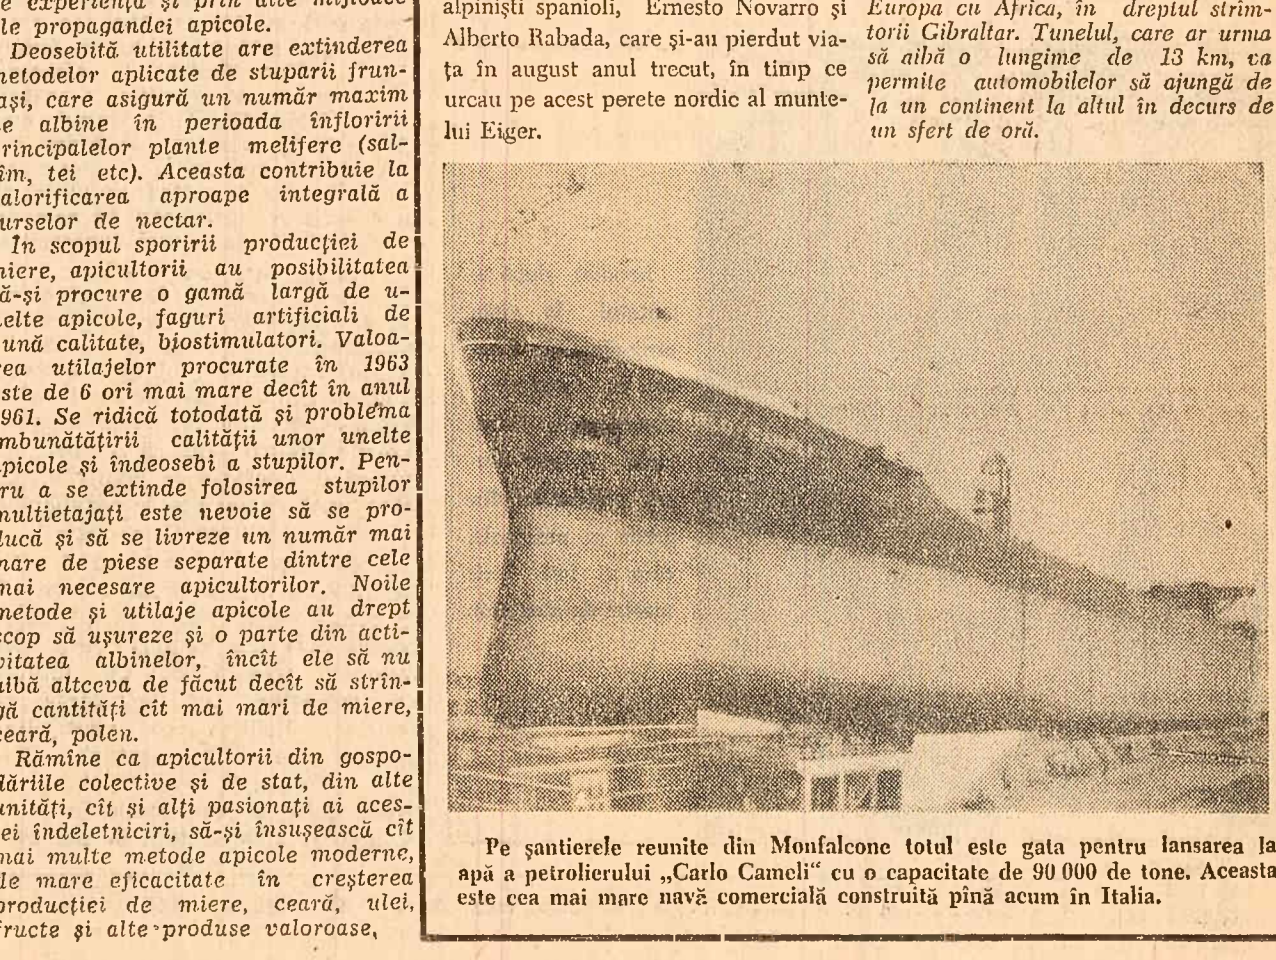 de propagandei apicole.
Deosebită utilitate are extinderea
metodelor aplicate de stuparii frun-
tași, care asigură un număr maxim
de albine în perioada înfloririi
principalelor plante melifere (sal-
cîm, tei etc). Aceasta contribuie la
valorificarea aproape integrală a
surselor de nectar.
În scopul sporirii producției de
miere, apicultorii au posibilitatea
să-și procure o gamă largă de u-
nelte apicole, faguri artificiali de
bună calitate, biostimulatori. Valoa-
rea utilajelor procurate în 1963
este de 6 ori mai mare decît în anul
1961. Se ridică totodată și problema
îmbunătățirii calității unor unelte
apicole și îndeosebi a stupilor. Pen-
tru a se extinde folosirea stupilor
multietajați este nevoie să se pro-
ducă și să se livreze un număr mai
mare de piese separate dintre cele
mai necesare apicultorilor. Noile
metode și utilaje apicole au drept
scop să ușureze și o parte din acti-
vitatea albinelor, încît ele să nu
aibă altceva de făcut decît să strîn-
gă cantități cît mai mari de miere,
ceară, polen.
Rămîne ca apicultorii din gospo-
dăriile colective și de stat, din alte
unități, cît și alți pasionați ai aces-
tei îndeletniciri, să-și însușească cît
mai multe metode apicole moderne,
de mare eficacitate în creșterea
producției de miere, ceară, ulei,
fructe și alte produse valoroase,
alpiniști spanioli, Ernesto Novarro și
Alberto Rabada, care și-au pierdut via-
ța în august anul trecut, în timp ce
urcau pe acest perete nordic al munte-
lui Eiger.
Europa cu Africa, în dreptul strîm-
torii Gibraltar. Tunelul, care ar urma
să aibă o lungime de 13 km, va
permite automobilelor să ajungă de
la un continent la altul în decurs de
un sfert de oră.
Pe șantierele reunite din Monfalcone totul este gata pentru lansarea la
apă a petrolierului „Carlo Cameli“ cu o capacitate de 90 000 de tone. Aceasta
este cea mai mare navă comercială construită pînă acum în Italia.